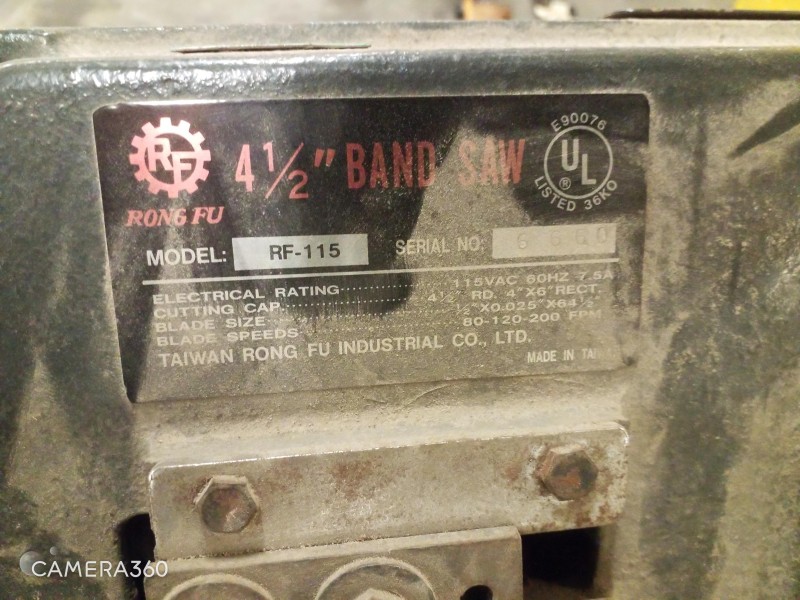 RF
RONG FU
4 1/2" BAND SAW
E90076
UL
®
LISTED 36KO
MODEL: RF-115
SERIAL NO:
ELECTRICAL RATING 115VAC 60HZ 7.5A
CUTTING CAP. 4½" RD. 4"X6"RECT.
BLADE SIZE ½"X0.025"X64½"
BLADE SPEEDS 80-120-200 FPM
TAIWAN RONG FU INDUSTRIAL CO., LTD.
MADE IN
CAMERA360